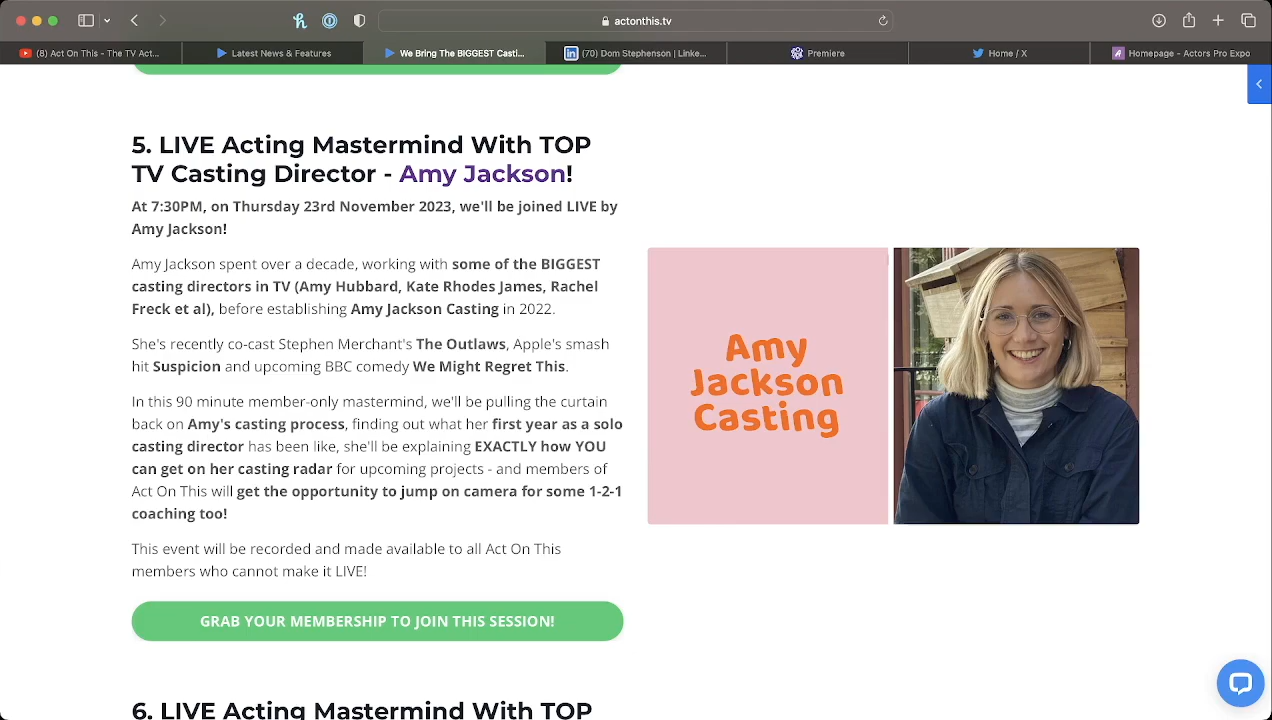 actonthis.tv
(8) Act On This - The TV Act...
Latest News & Features
We Bring The BIGGEST Casti...
(70) Dom Stephenson | Linke...
Premiere
Home / X
Homepage - Actors Pro Expo
5. LIVE Acting Mastermind With TOP
TV Casting Director - Amy Jackson!
At 7:30PM, on Thursday 23rd November 2023, we'll be joined LIVE by
Amy Jackson!
Amy Jackson spent over a decade, working with some of the BIGGEST
casting directors in TV (Amy Hubbard, Kate Rhodes James, Rachel
Freck et al), before establishing Amy Jackson Casting in 2022.
She's recently co-cast Stephen Merchant's The Outlaws, Apple's smash
hit Suspicion and upcoming BBC comedy We Might Regret This.
In this 90 minute member-only mastermind, we'll be pulling the curtain
back on Amy's casting process, finding out what her first year as a solo
casting director has been like, she'll be explaining EXACTLY how YOU
can get on her casting radar for upcoming projects - and members of
Act On This will get the opportunity to jump on camera for some 1-2-1
coaching too!
This event will be recorded and made available to all Act On This
members who cannot make it LIVE!
GRAB YOUR MEMBERSHIP TO JOIN THIS SESSION!
Amy
Jackson
Casting
6. LIVE Acting Mastermind With TOP